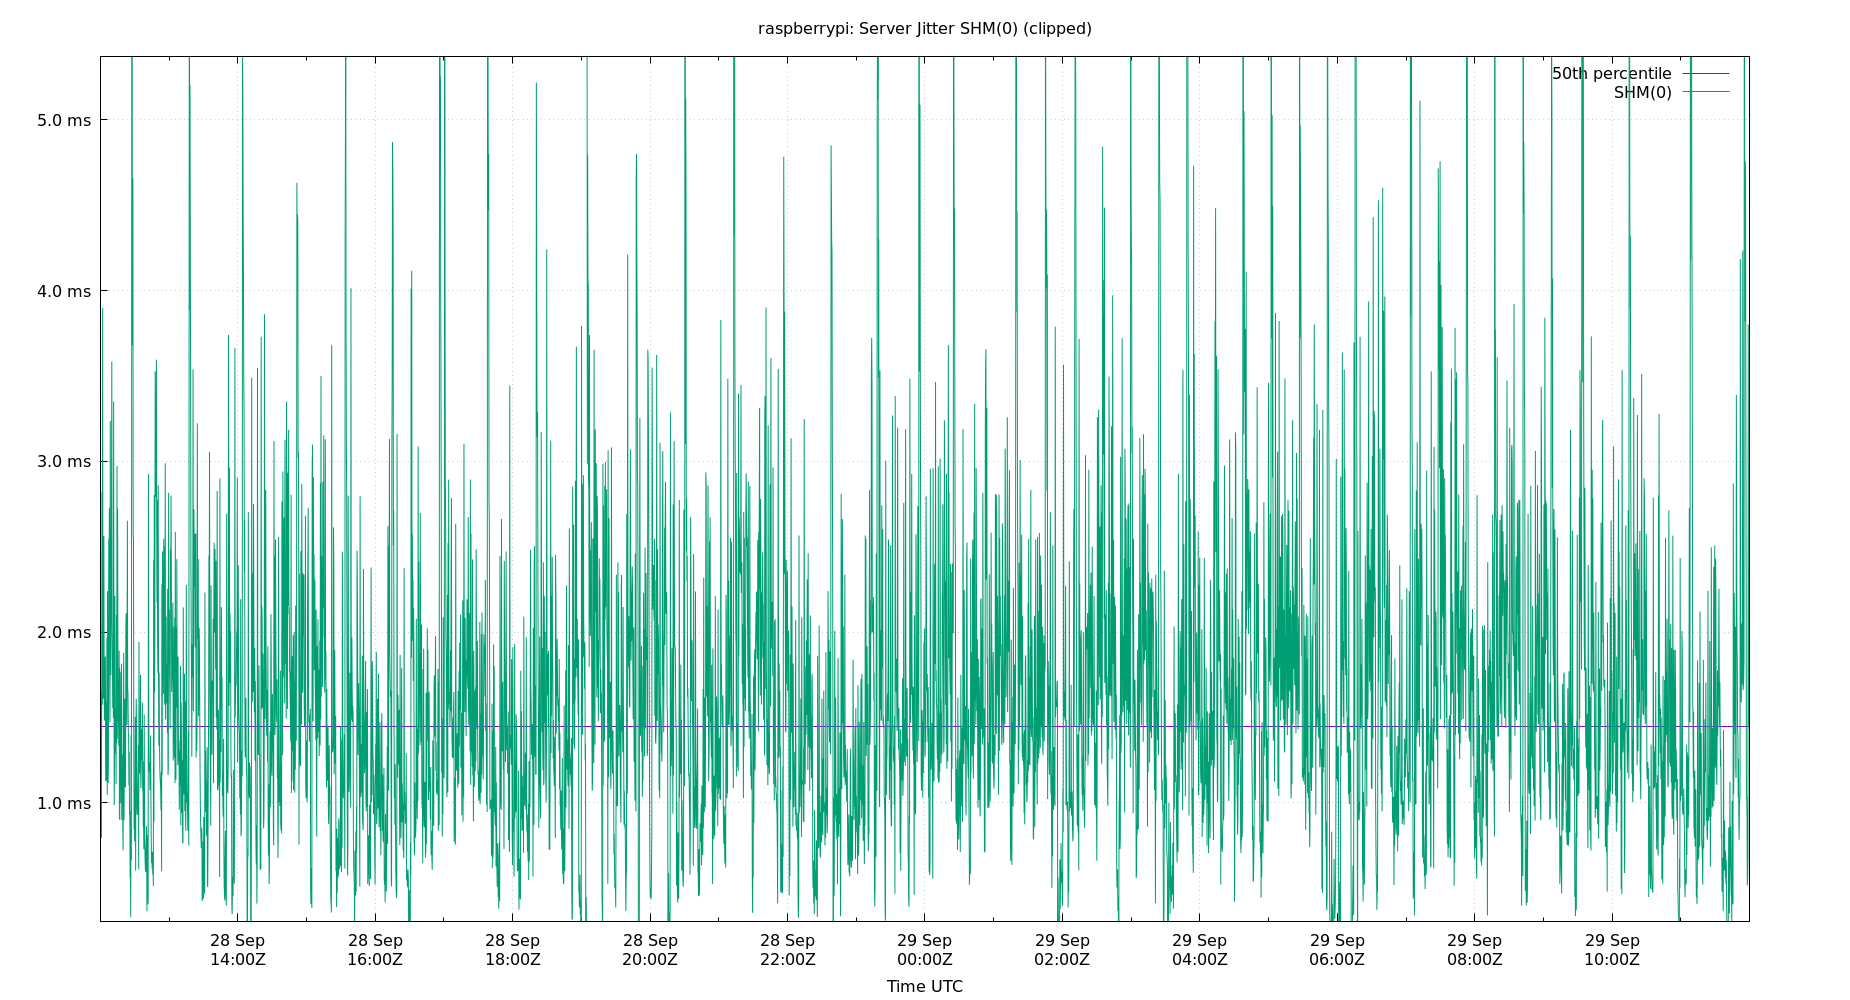 raspberrypi: Server Jitter SHM(0) (clipped)
50th percentile
SHM(0)
5.0 ms
4.0 ms
3.0 ms
2.0 ms
1.0 ms
28 Sep 28 Sep 28 Sep 28 Sep 28 Sep 29 Sep 29 Sep 29 Sep 29 Sep 29 Sep 29 Sep
14:00Z 16:00Z 18:00Z 20:00Z 22:00Z 00:00Z 02:00Z 04:00Z 06:00Z 08:00Z 10:00Z
Time UTC